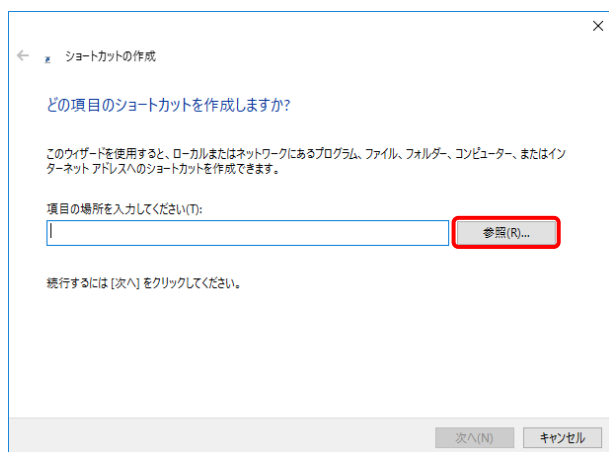 ショートカットの作成
どの項目のショートカットを作成しますか?
このウィザードを使用すると、ローカルまたはネットワークにあるプログラム、ファイル、フォルダー、コンピューター、またはイン
ターネット アドレスへのショートカットを作成できます。
項目の場所を入力してください(T):
参照(R)...
続行するには [次へ] をクリックしてください。
次へ(N)
キャンセル